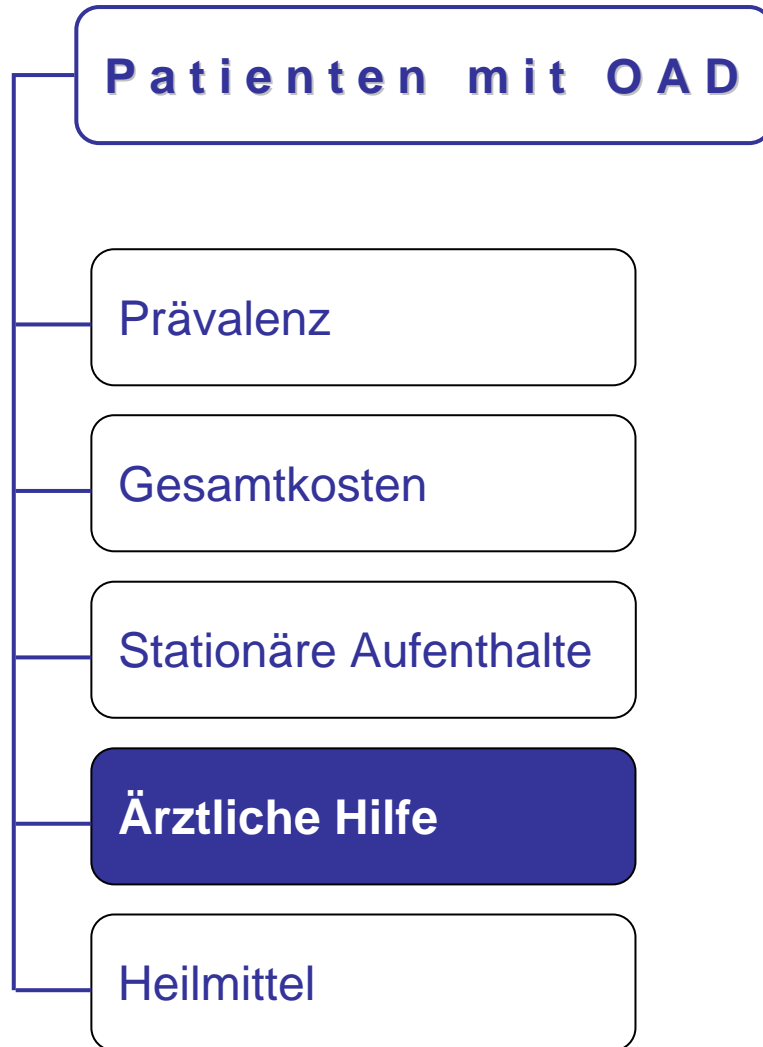 Patienten mit OAD
Prävalenz
Gesamtkosten
Stationäre Aufenthalte
Ärztliche Hilfe
Heilmittel